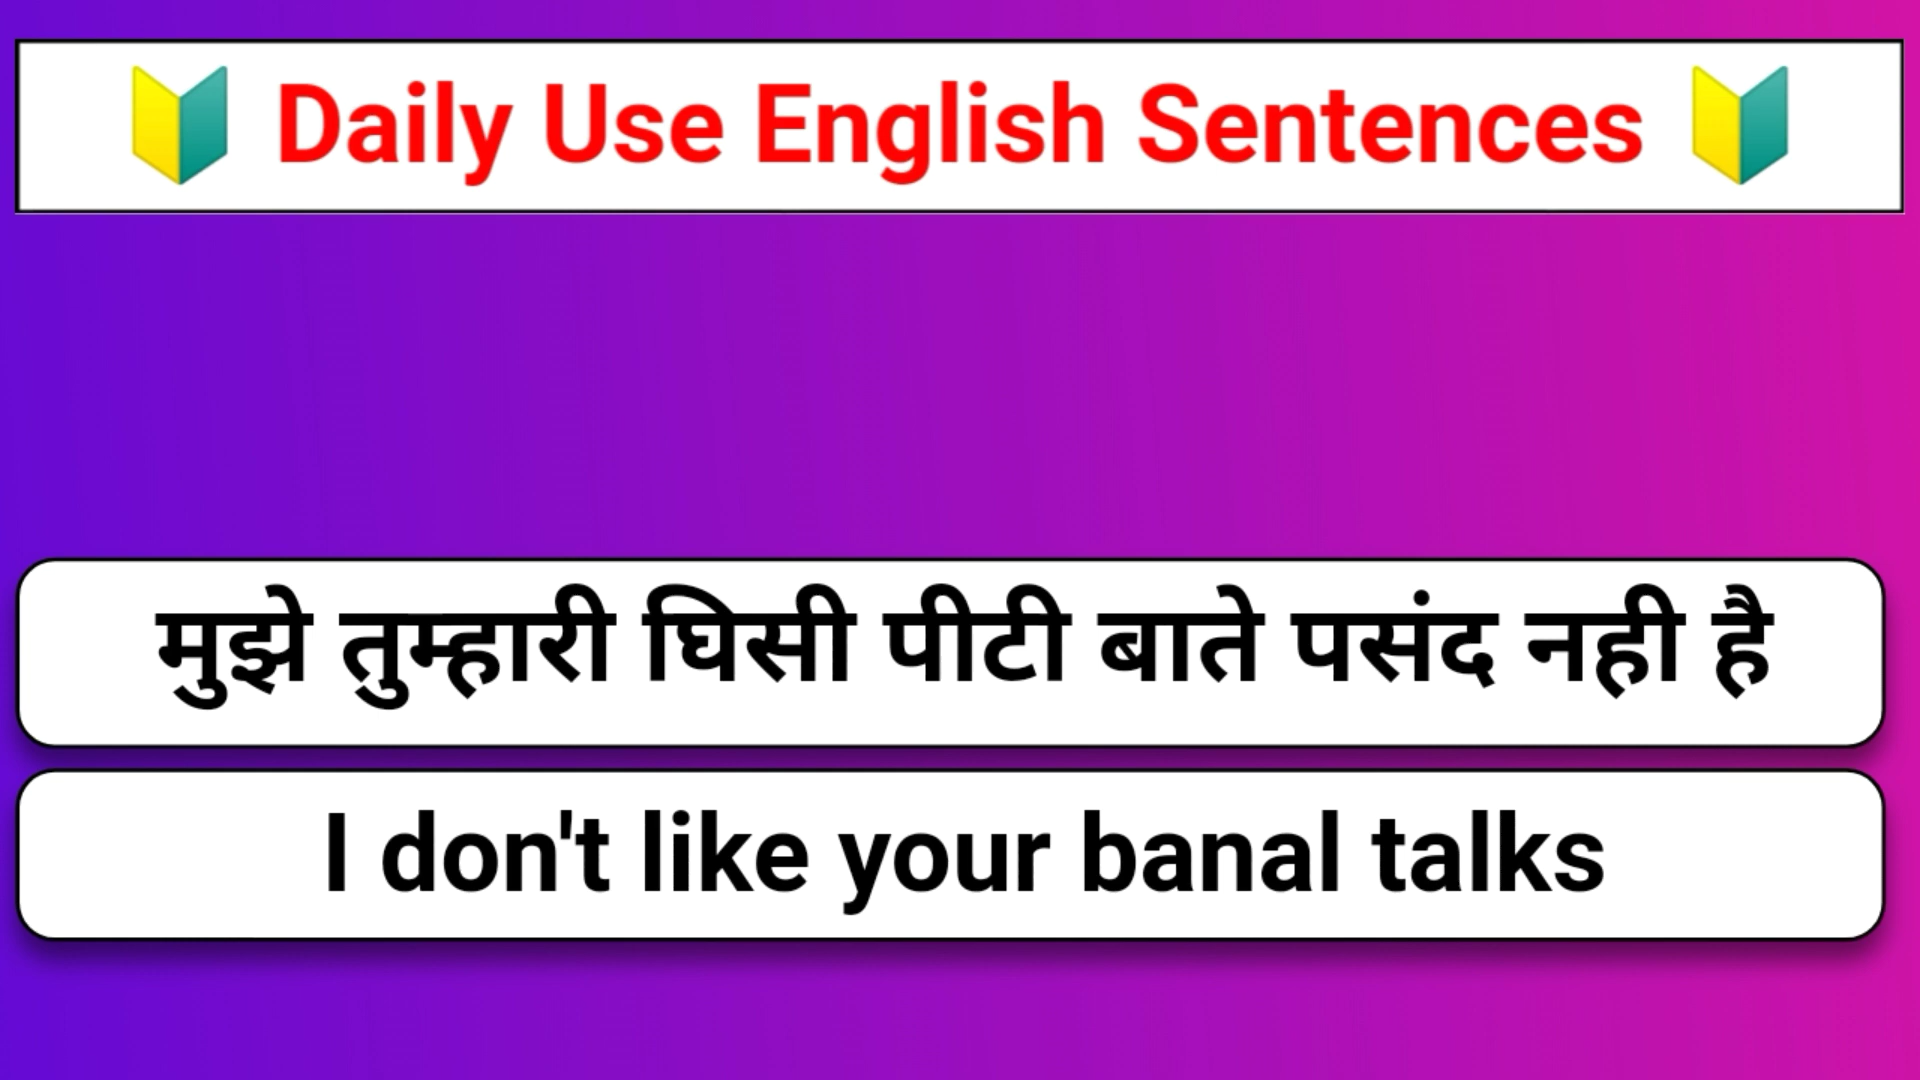 🔰 Daily Use English Sentences 🔰
मुझे तुम्हारी घिसी पीटी बाते पसंद नही है
I don't like your banal talks